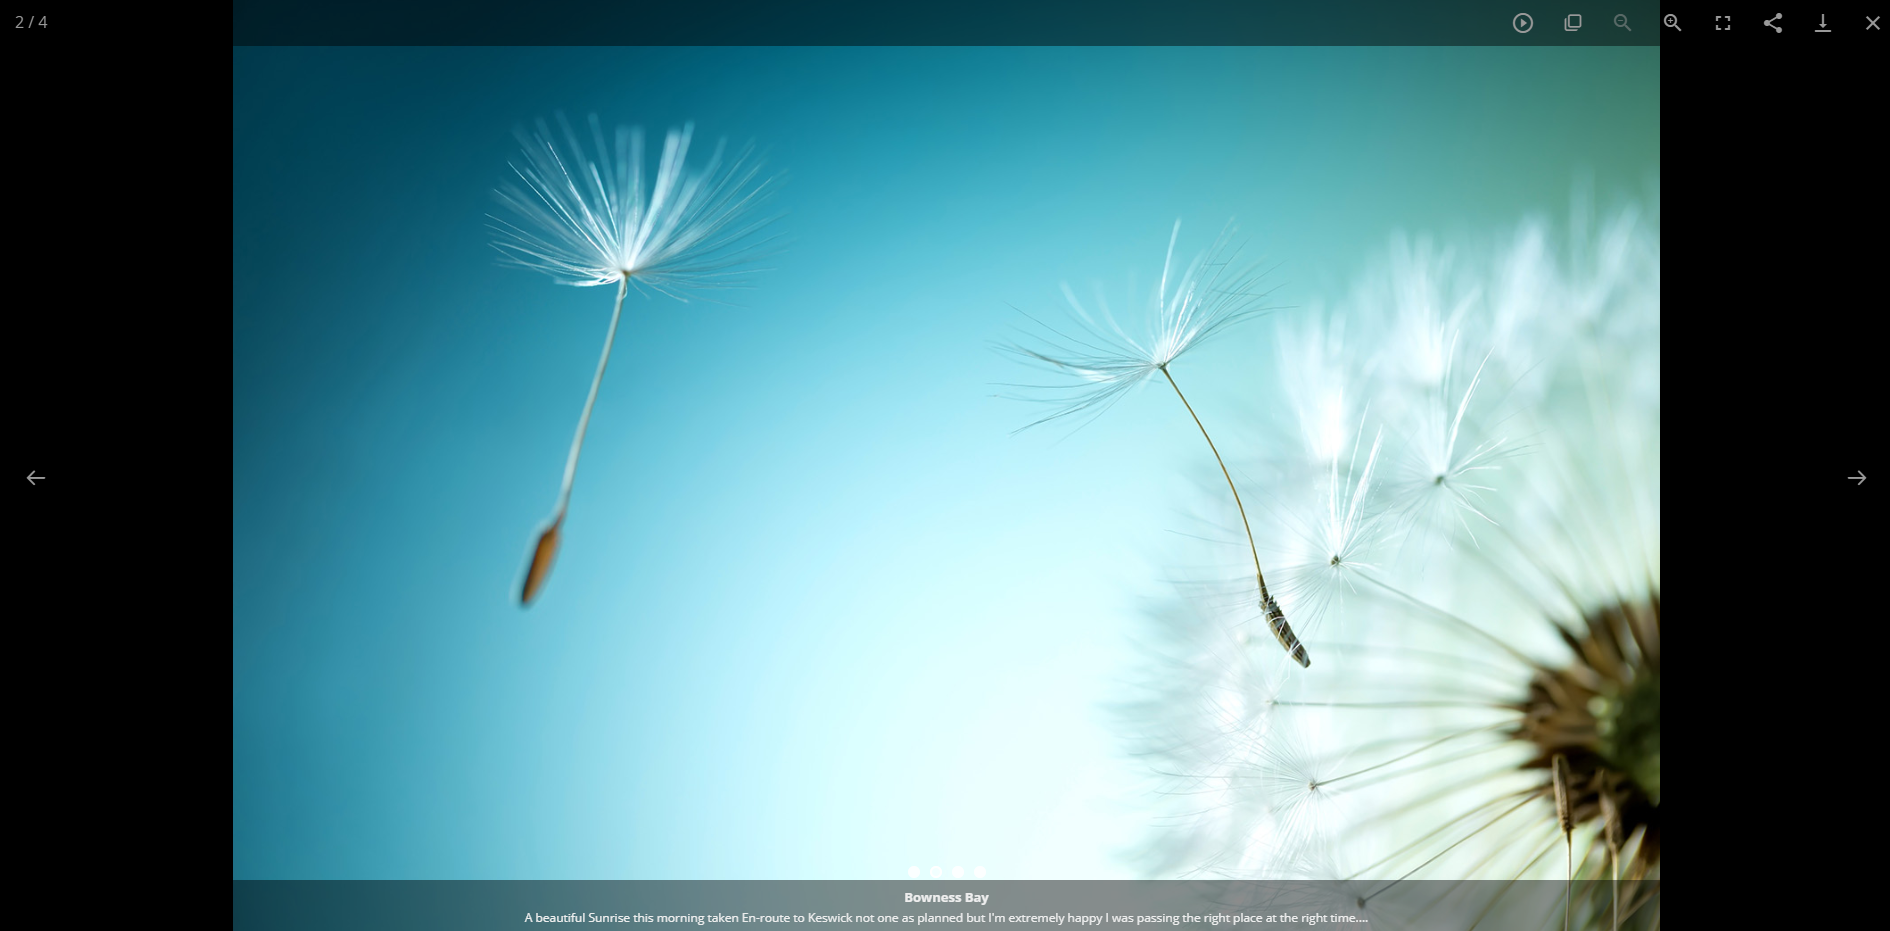 2 / 4
Bowness Bay
A beautiful Sunrise this morning taken En-route to Keswick not one as planned but I'm extremely happy I was passing the right place at the right time....